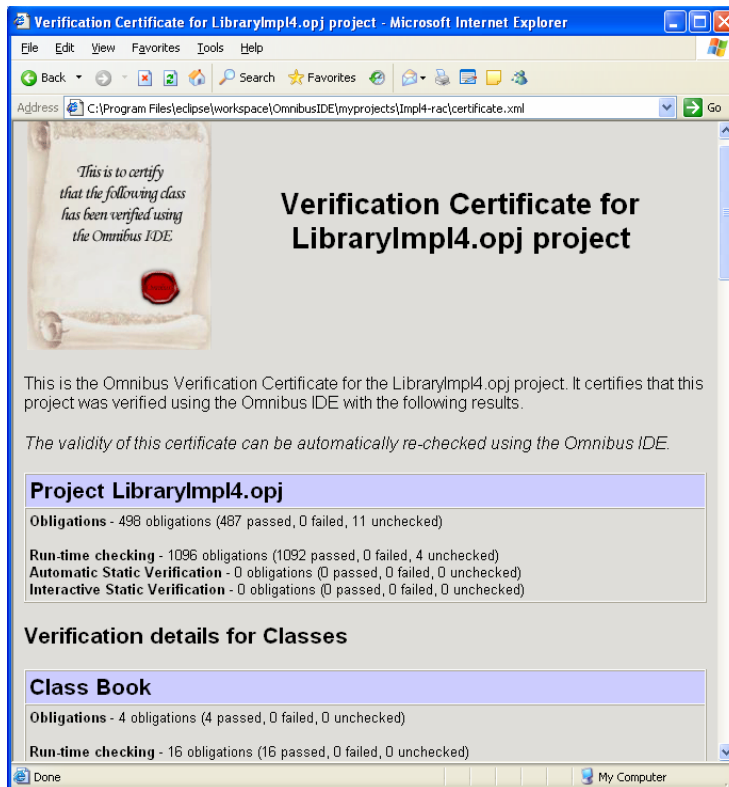 Verification Certificate for LibraryImpl4.opj project - Microsoft Internet Explorer
File Edit View Favorites Tools Help
Back Search Favorites
Address C:\Program Files\eclipse\workspace\OmnibusIDE\myprojects\Impl4-rac\certificate.xml Go
This is to certify
that the following class
has been verified using
the Omnibus IDE
Verification Certificate for
LibraryImpl4.opj project
This is the Omnibus Verification Certificate for the LibraryImpl4.opj project. It certifies that this
project was verified using the Omnibus IDE with the following results.
The validity of this certificate can be automatically re-checked using the Omnibus IDE.
Project LibraryImpl4.opj
Obligations - 498 obligations (487 passed, 0 failed, 11 unchecked)
Run-time checking - 1096 obligations (1092 passed, 0 failed, 4 unchecked)
Automatic Static Verification - 0 obligations (0 passed, 0 failed, 0 unchecked)
Interactive Static Verification - 0 obligations (0 passed, 0 failed, 0 unchecked)
Verification details for Classes
Class Book
Obligations - 4 obligations (4 passed, 0 failed, 0 unchecked)
Run-time checking - 16 obligations (16 passed, 0 failed, 0 unchecked)
Done My Computer